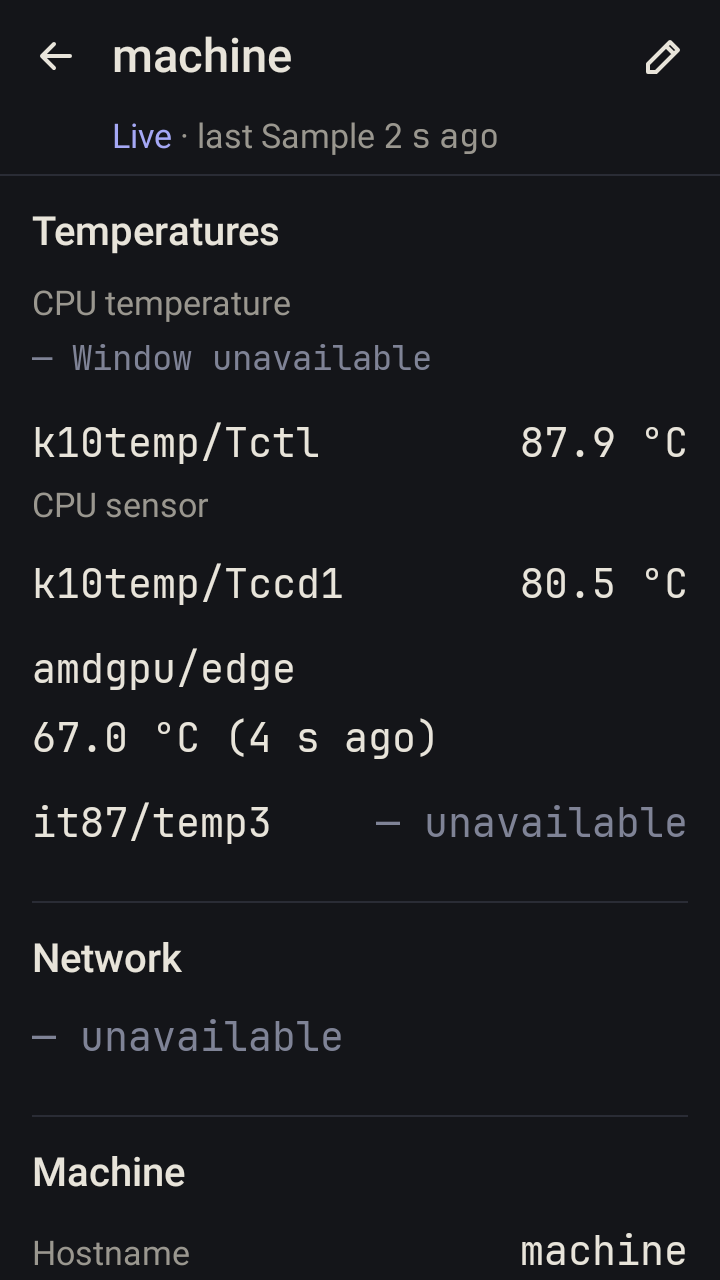 machine
Live · last Sample 2 s ago
Temperatures
CPU temperature
— Window unavailable
k10temp/Tctl 87.9 °C
CPU sensor
k10temp/Tccd1 80.5 °C
amdgpu/edge
67.0 °C (4 s ago)
it87/temp3 — unavailable
Network
— unavailable
Machine
Hostname machine